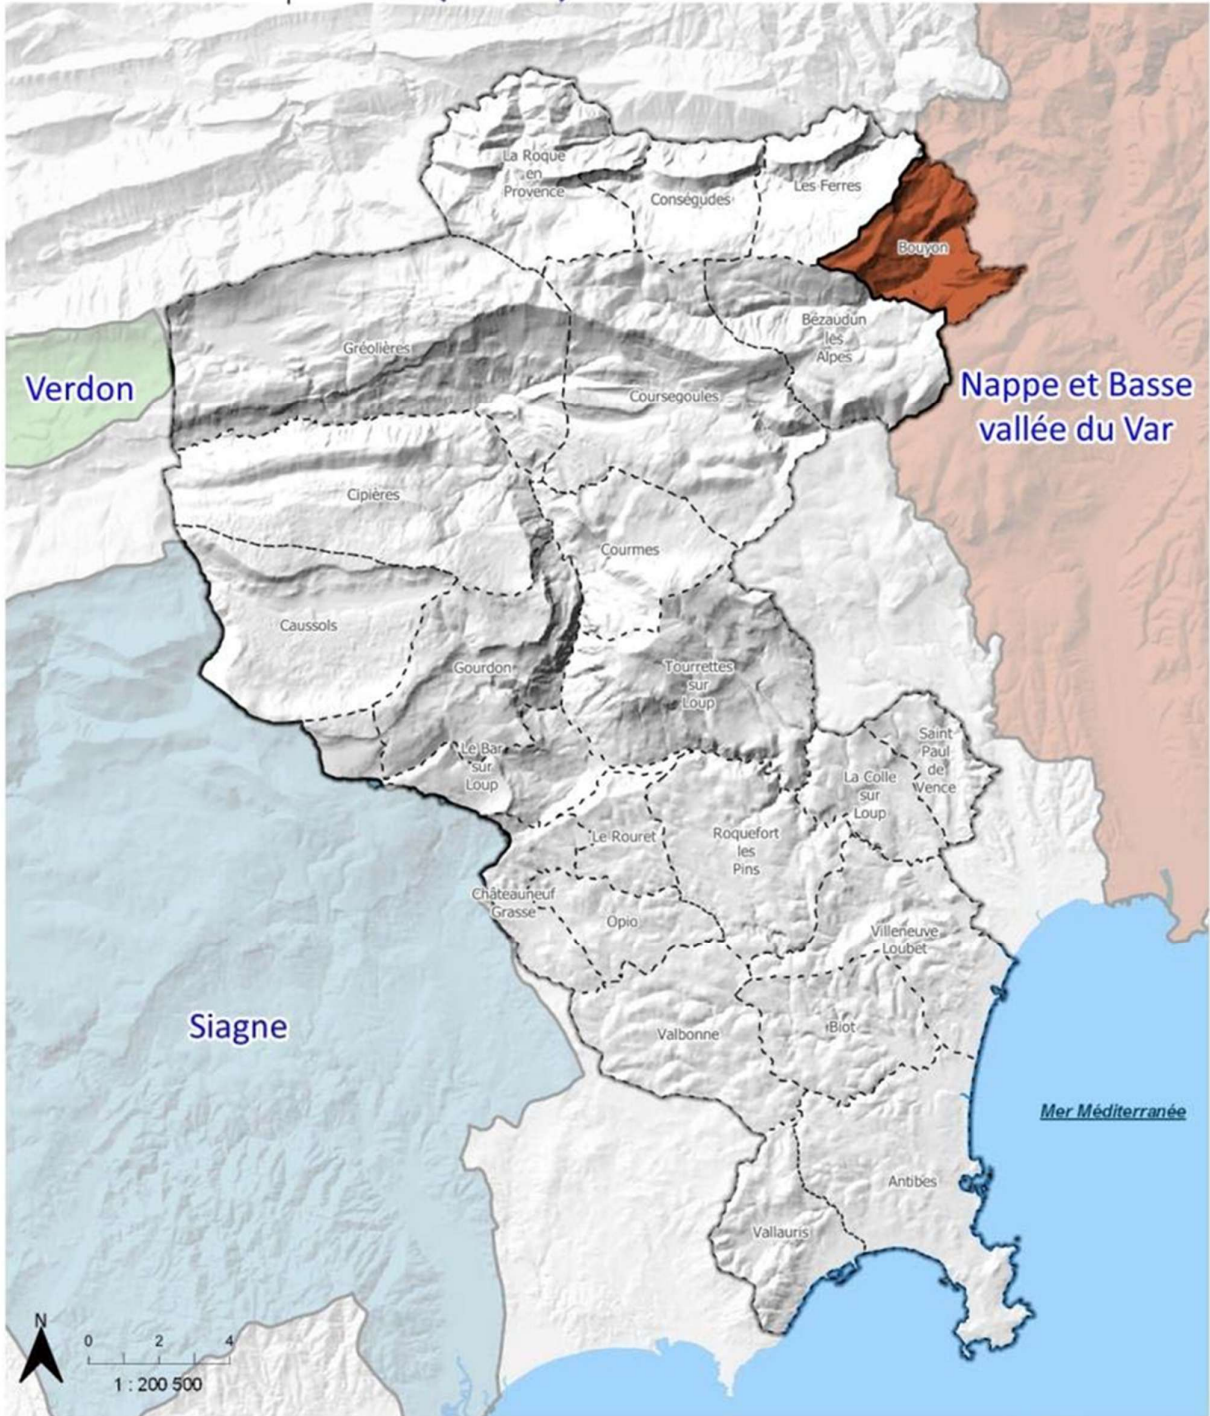 La Roque
en
Provence
Conségudes
Les Ferres
Bouyon
Bézaudun
les
Alpes
Gréolières
Verdon
Coursegoules
Nappe et Basse
vallée du Var
Cipières
Courmes
Caussols
Gourdon
Tourrettes
sur
Loup
Saint
Paul
de
Vence
Le Bar
sur
Loup
La Colle
sur
Loup
Le Rouret
Roquefort
les
Pins
Châteauneuf
Grasse
Opio
Villeneuve
Loubet
Siagne
Valbonne
Biot
Mer Méditerranée
Antibes
Vallauris
N
0 2 4
1 : 200 500